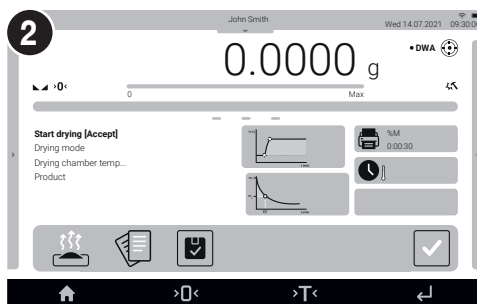 2
John Smith
Wed 14.07.2021 09:30:00
0.0000 g
DWA
>0<
0
Max
Start drying [Accept]
Drying mode
Drying chamber temp...
Product
%M
0:00:30
>0<
>T<